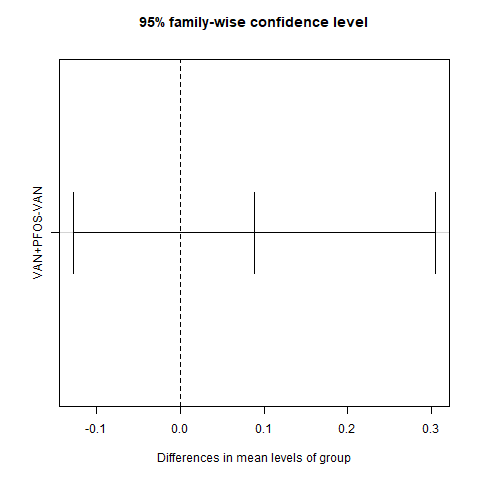 95% family-wise confidence level
VAN+PFOS-VAN
-0.1 0.0 0.1 0.2 0.3
Differences in mean levels of group